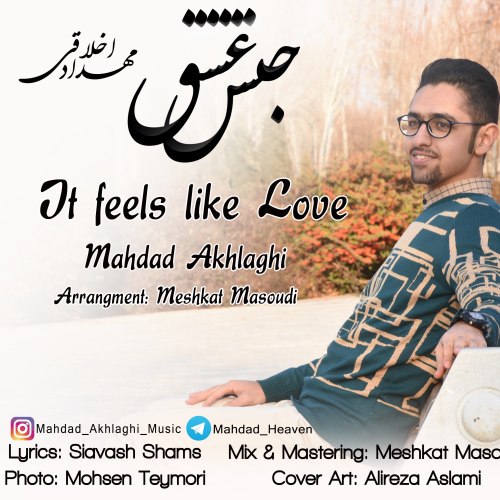 جنس عشق
مهداد اخلاقی
It feels like Love
Mahdad Akhlaghi
Arrangment: Meshkat Masoudi
Mahdad_Akhlaghi_Music Mahdad_Heaven
Lyrics: Siavash Shams Mix & Mastering: Meshkat Maso
Photo: Mohsen Teymori Cover Art: Alireza Aslami